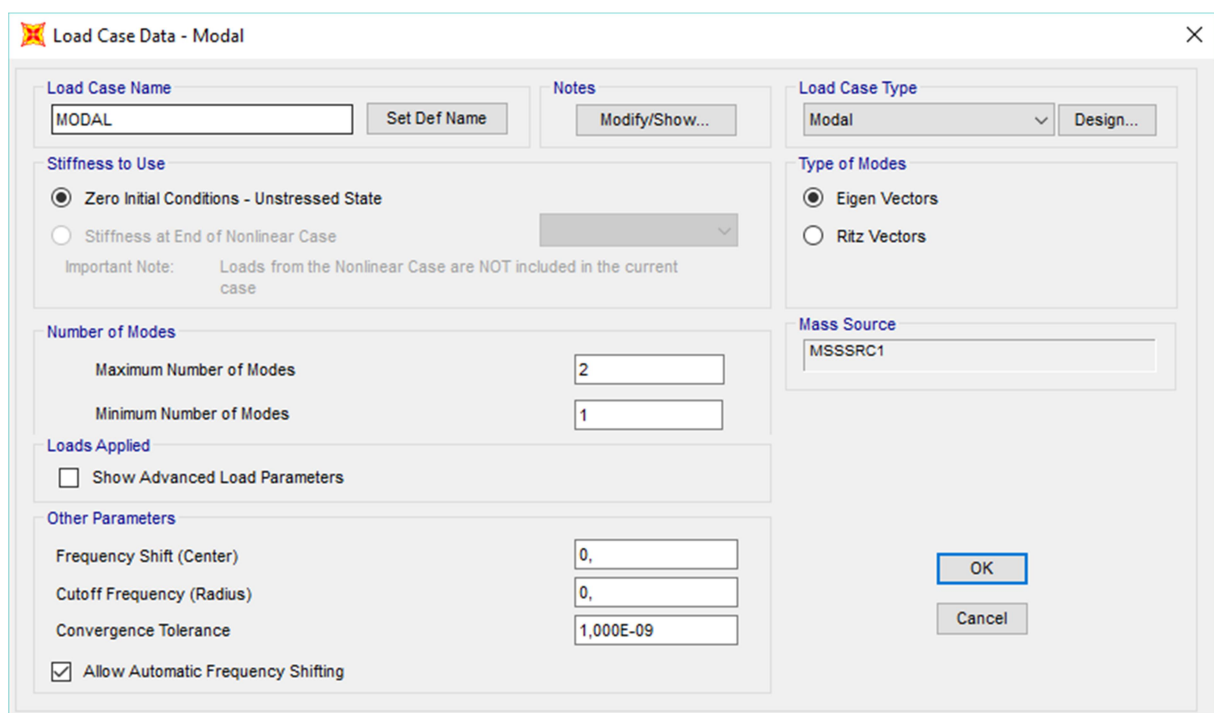 Load Case Data - Modal
Load Case Name
MODAL
Set Def Name
Notes
Modify/Show...
Load Case Type
Modal
Design...
Stiffness to Use
Zero Initial Conditions - Unstressed State
Stiffness at End of Nonlinear Case
Important Note: Loads from the Nonlinear Case are NOT included in the current
case
Type of Modes
Eigen Vectors
Ritz Vectors
Number of Modes
Maximum Number of Modes 2
Minimum Number of Modes 1
Mass Source
MSSSRC1
Loads Applied
Show Advanced Load Parameters
Other Parameters
Frequency Shift (Center) 0,
Cutoff Frequency (Radius) 0,
Convergence Tolerance 1,000E-09
Allow Automatic Frequency Shifting
OK
Cancel